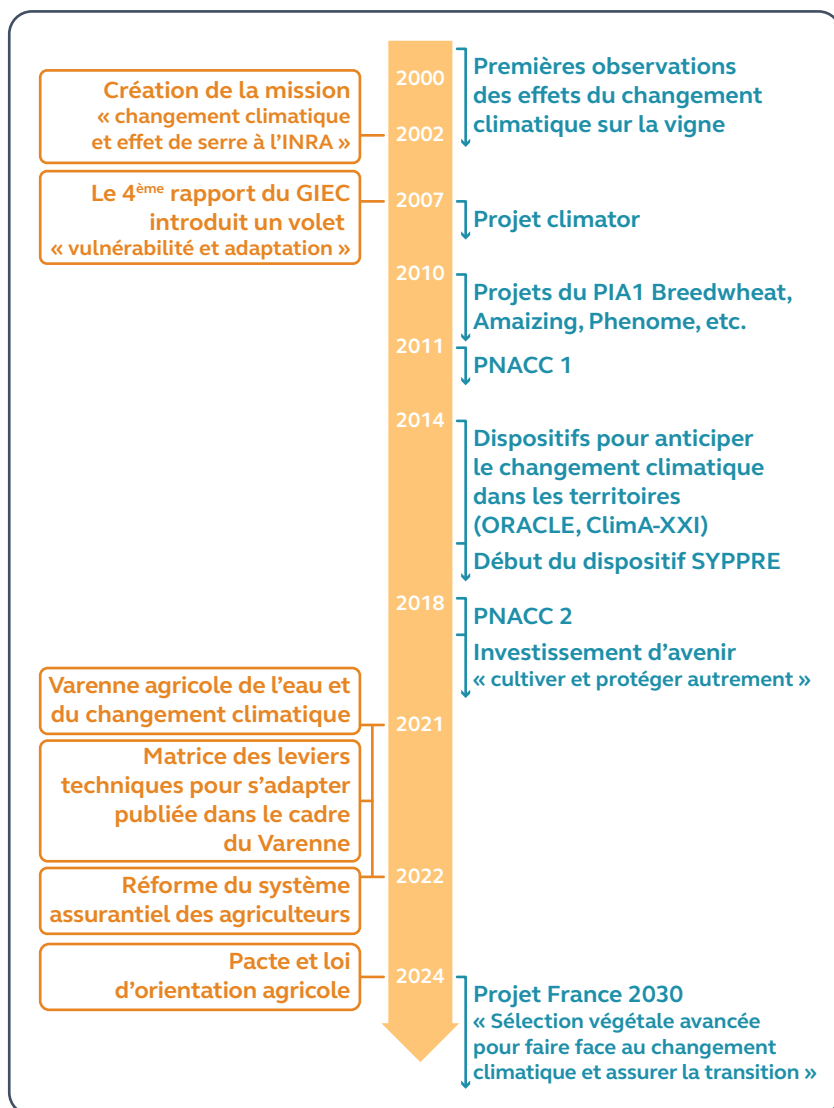 2000
Premières observations
des effets du changement
climatique sur la vigne
Création de la mission
« changement climatique
et effet de serre à l’INRA »
2002
Le 4ème rapport du GIEC
introduit un volet
« vulnérabilité et adaptation »
2007
Projet climator
2010
Projets du PIA1 Breedwheat,
Amaizing, Phenome, etc.
2011
PNACC 1
2014
Dispositifs pour anticiper
le changement climatique
dans les territoires
(ORACLE, ClimA-XXI)
Début du dispositif SYPPRE
2018
PNACC 2
Investissement d’avenir
« cultiver et protéger autrement »
Varenne agricole de l’eau et
du changement climatique
2021
Matrice des leviers
techniques pour s’adapter
publiée dans le cadre
du Varenne
2022
Réforme du système
assurantiel des agriculteurs
Pacte et loi
d’orientation agricole
2024
Projet France 2030
« Sélection végétale avancée
pour faire face au changement
climatique et assurer la transition »